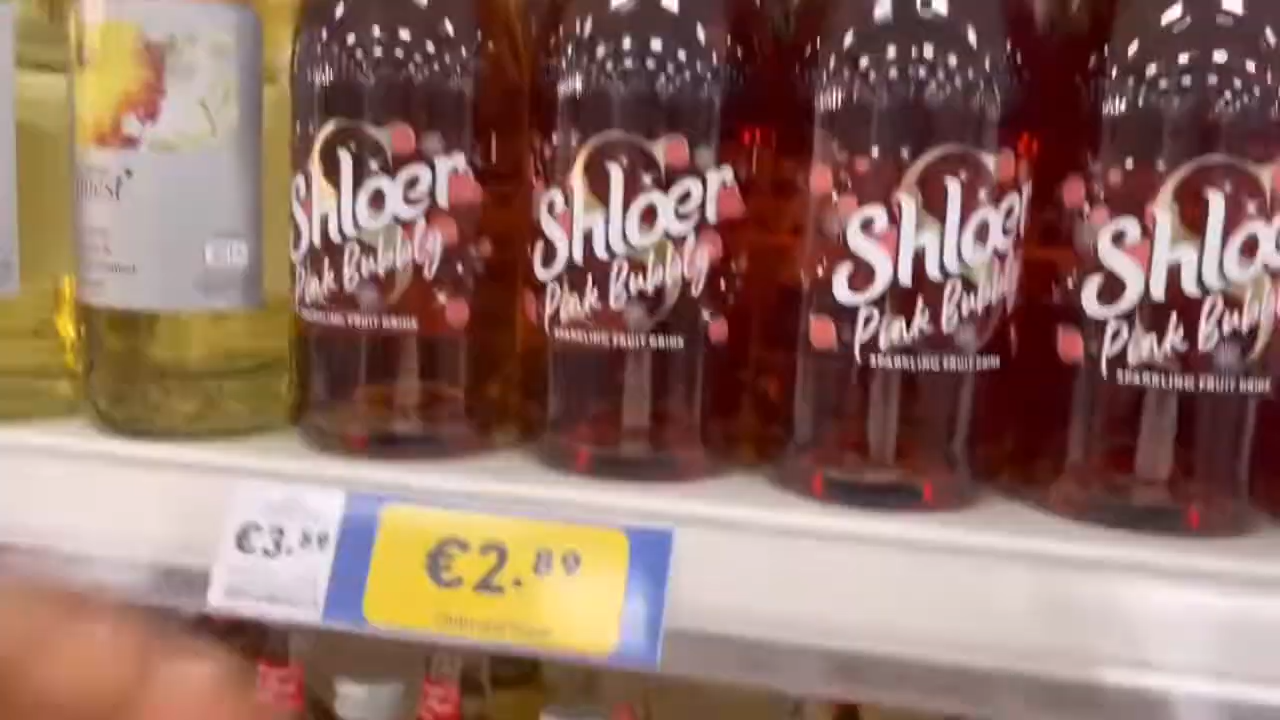 Shloer
Pink Bubbly
SPARKLING FRUIT DRINK
Shloer
Pink Bubbly
SPARKLING FRUIT DRINK
Shloer
Pink Bubbly
SPARKLING FRUIT DRINK
Shloe
Pink Bubbly
SPARKLING FRUIT DRINK
€3.89
€2.89